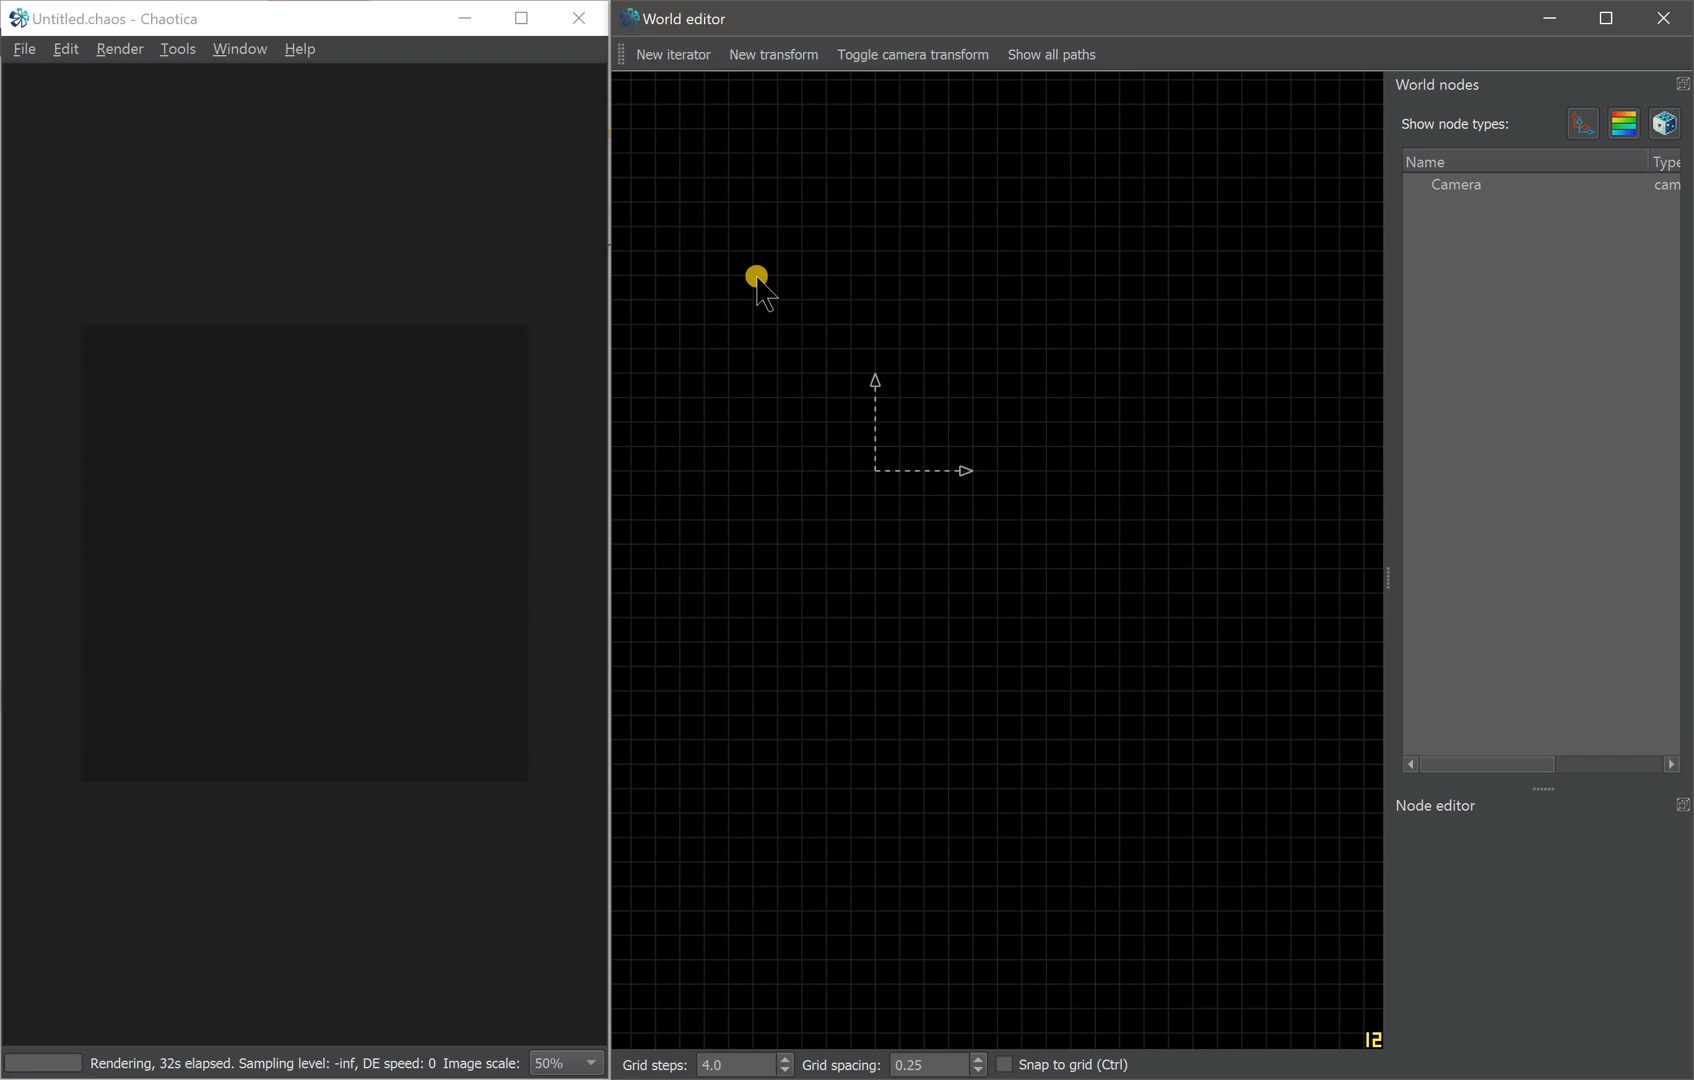 Untitled.chaos - Chaotica
File Edit Render Tools Window Help
Rendering, 32s elapsed. Sampling level: -inf, DE speed: 0 Image scale: 50%
World editor
New iterator New transform Toggle camera transform Show all paths
12
Grid steps: 4.0 Grid spacing: 0.25 Snap to grid (Ctrl)
World nodes
Show node types:
Name Type
Camera cam
Node editor